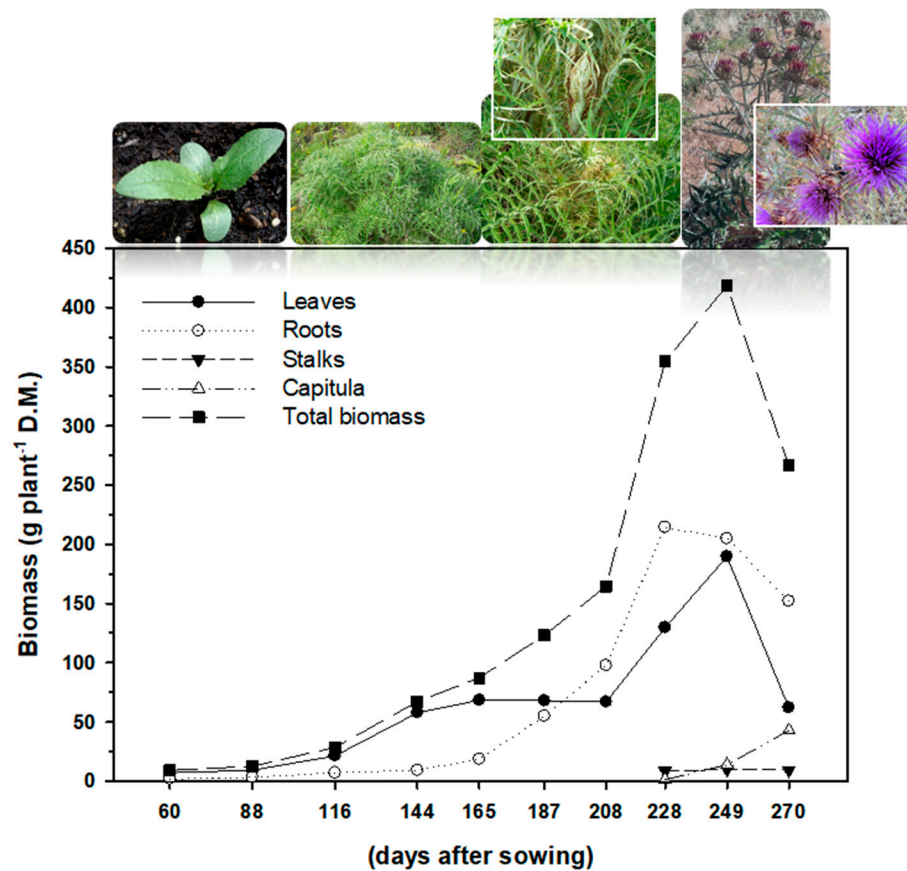 450
400
350
300
250
200
150
100
50
0
Biomass (g plant⁻¹ D.M.)
Leaves
Roots
Stalks
Capitula
Total biomass
60 88 116 144 165 187 208 228 249 270
(days after sowing)